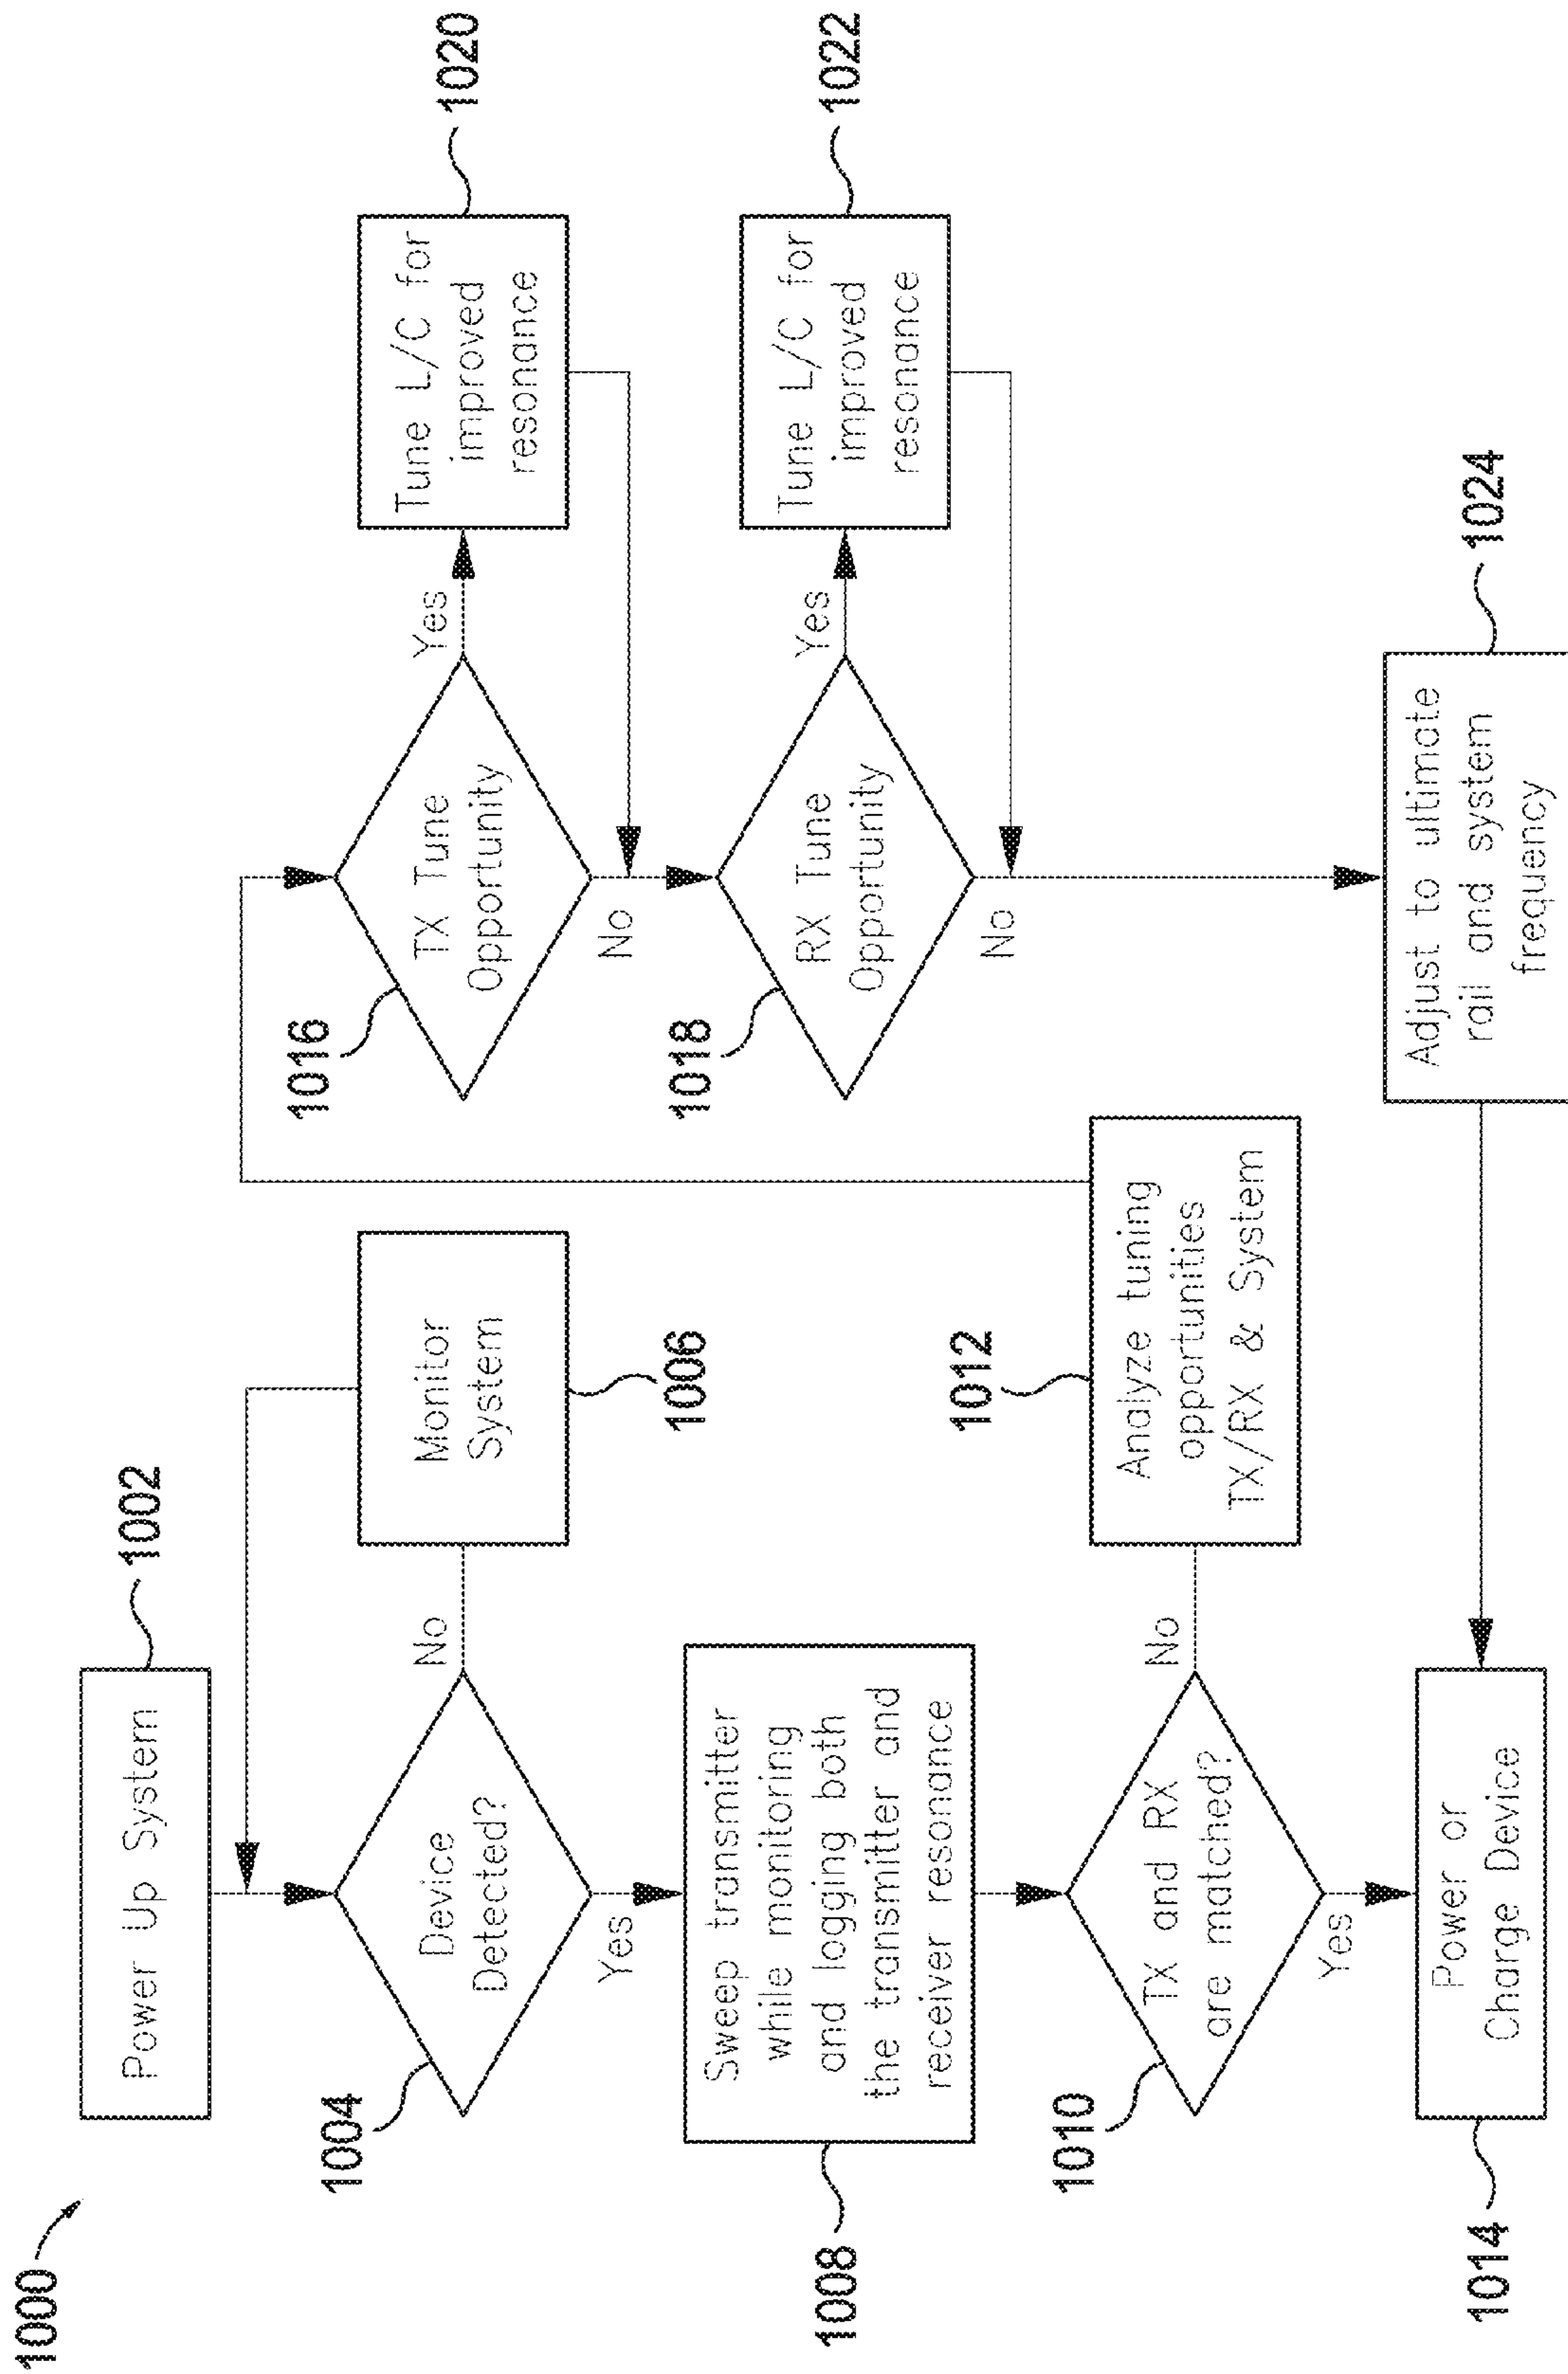 1000
Power Up System
1002
1004
Device
Detected?
No
Yes
Monitor
System
1006
Sweep transmitter
while monitoring
and logging both
the transmitter and
receiver resonance
1008
1010
TX and RX
are matched?
No
Yes
1012
Analyze tuning
opportunities
TX/RX & System
Power or
Charge Device
1014
1016
TX Tune
Opportunity
Yes
No
Tune L/C for
improved
resonance
1020
1018
RX Tune
Opportunity
Yes
No
Tune L/C for
improved
resonance
1022
Adjust to ultimate
rail and system
frequency
1024